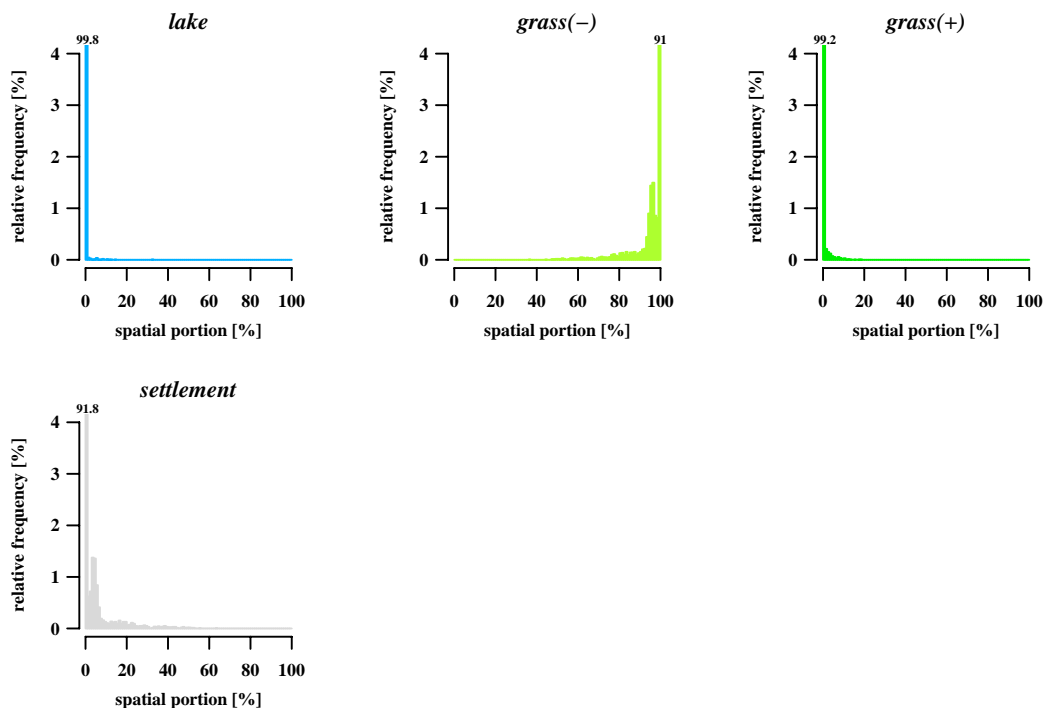 lake
99.8
4
3
2
1
0
relative frequency [%]
0 20 40 60 80 100
spatial portion [%]
grass(−)
91
4
3
2
1
0
relative frequency [%]
0 20 40 60 80 100
spatial portion [%]
grass(+)
99.2
4
3
2
1
0
relative frequency [%]
0 20 40 60 80 100
spatial portion [%]
settlement
91.8
4
3
2
1
0
relative frequency [%]
0 20 40 60 80 100
spatial portion [%]